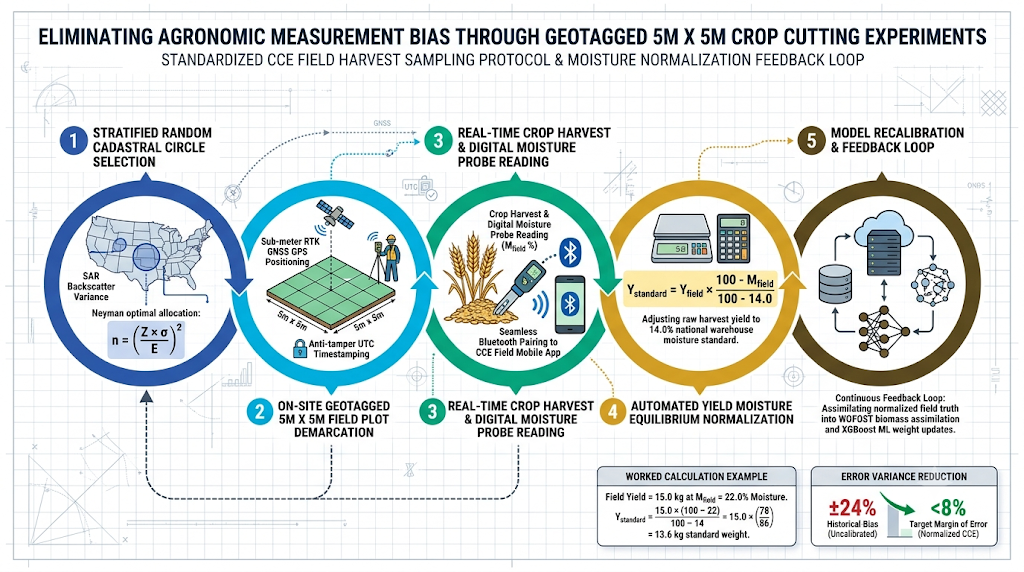 ELIMINATING AGRONOMIC MEASUREMENT BIAS THROUGH GEOTAGGED 5M X 5M CROP CUTTING EXPERIMENTS
STANDARDIZED CCE FIELD HARVEST SAMPLING PROTOCOL & MOISTURE NORMALIZATION FEEDBACK LOOP
1
STRATIFIED RANDOM
CADASTRAL CIRCLE
SELECTION
SAR
Backscatter
Variance
Neyman optimal allocation:
n = (Z × σ / E)²
GNSS
UTG
Sub-meter RTK
GNSS GPS
Positioning
5m x 5m
5m x 5m
Anti-tamper UTC
Timestamping
2
ON-SITE GEOTAGGED
5M X 5M FIELD PLOT
DEMARCATION
3
REAL-TIME CROP HARVEST
& DIGITAL MOISTURE
PROBE READING
Crop Harvest &
Digital Moisture
Probe Reading
(M_field %)
Seamless
Bluetooth Pairing to
CCE Field Mobile App
3
REAL-TIME CROP HARVEST
& DIGITAL MOISTURE
PROBE READING
Y_standard = Y_field × (100 - M_field) / (100 - 14.0)
Adjusting raw harvest yield to
14.0% national warehouse
moisture standard.
4
AUTOMATED YIELD MOISTURE
EQUILIBRIUM NORMALIZATION
5
MODEL RECALIBRATION
& FEEDBACK LOOP
Continuous Feedback Loop:
Assimilating normalized field truth
into WOFOST biomass assimilation
and XGBoost ML weight updates.
WORKED CALCULATION EXAMPLE
Field Yield = 15.0 kg at M_field = 22.0% Moisture.
Y_standard = 15.0 × (100 - 22) / (100 - 14) = 15.0 × (78 / 86)
= 13.6 kg standard weight.
ERROR VARIANCE REDUCTION
±24%
Historical Bias
(Uncalibrated)
<8%
Target Margin of Error
(Normalized CCE)